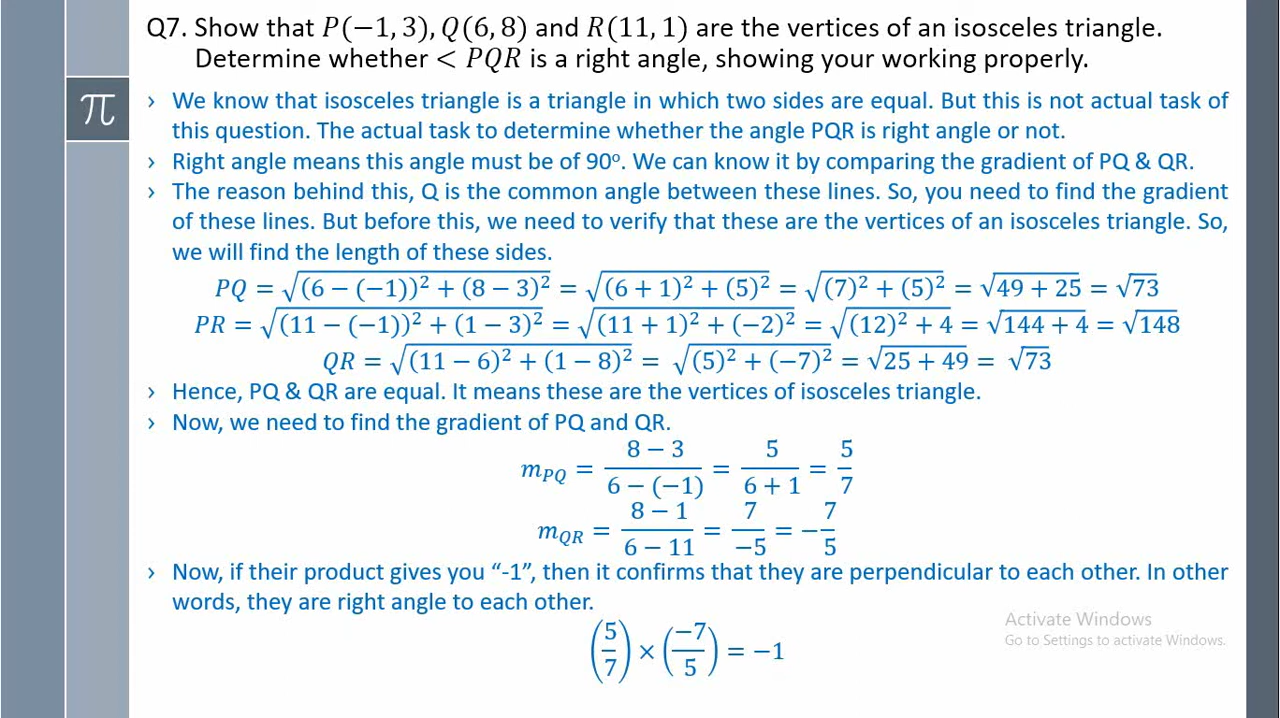 Q7. Show that P(−1, 3), Q(6, 8) and R(11, 1) are the vertices of an isosceles triangle.
Determine whether < PQR is a right angle, showing your working properly.
π
› We know that isosceles triangle is a triangle in which two sides are equal. But this is not actual task of
this question. The actual task to determine whether the angle PQR is right angle or not.
› Right angle means this angle must be of 90º. We can know it by comparing the gradient of PQ & QR.
› The reason behind this, Q is the common angle between these lines. So, you need to find the gradient
of these lines. But before this, we need to verify that these are the vertices of an isosceles triangle. So,
we will find the length of these sides.
PQ = √((6 − (−1))² + (8 − 3)²) = √((6 + 1)² + (5)²) = √((7)² + (5)²) = √(49 + 25) = √73
PR = √((11 − (−1))² + (1 − 3)²) = √((11 + 1)² + (−2)²) = √((12)² + 4) = √(144 + 4) = √148
QR = √((11 − 6)² + (1 − 8)²) = √((5)² + (−7)²) = √(25 + 49) = √73
› Hence, PQ & QR are equal. It means these are the vertices of isosceles triangle.
› Now, we need to find the gradient of PQ and QR.
m_PQ = (8 − 3)/(6 − (−1)) = 5/(6 + 1) = 5/7
m_QR = (8 − 1)/(6 − 11) = 7/−5 = −7/5
› Now, if their product gives you “-1”, then it confirms that they are perpendicular to each other. In other
words, they are right angle to each other.
(5/7) × (−7/5) = −1
Activate Windows
Go to Settings to activate Windows.